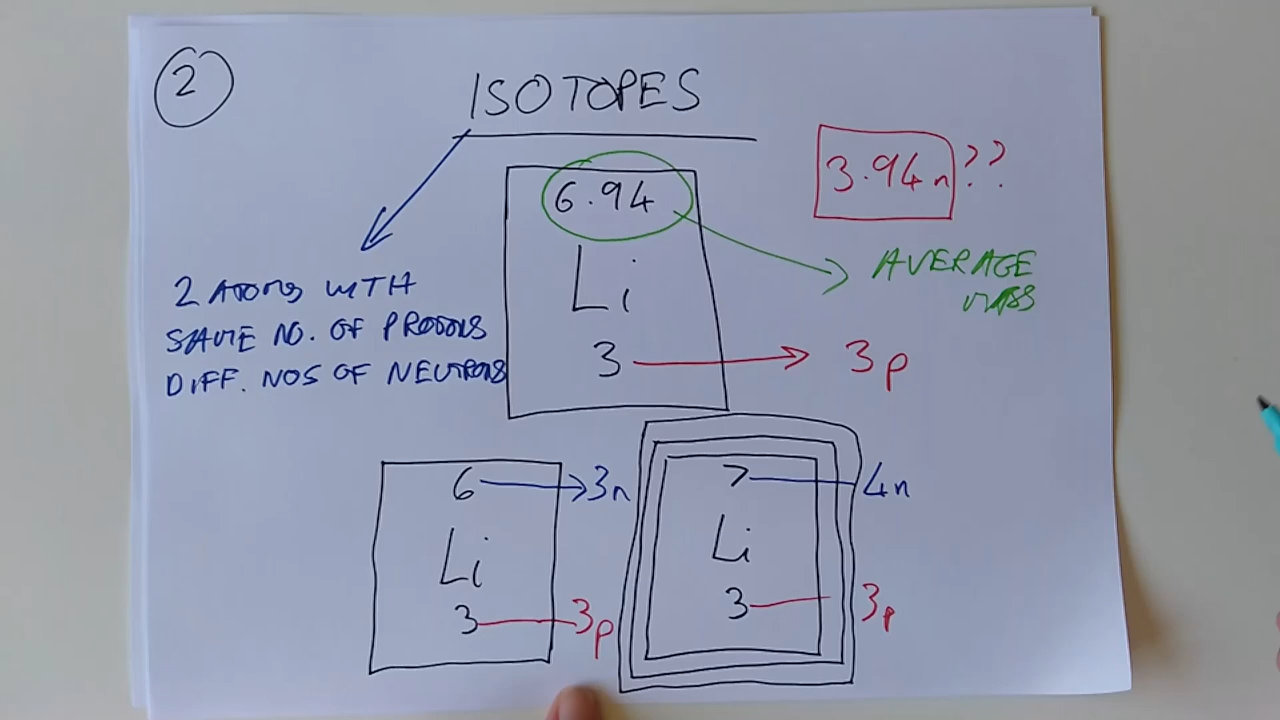 2
ISOTOPES
3.94n ??
6.94
Li
3
AVERAGE
MASS
3p
2 ATOMS WITH
SAME NO. OF PROTONS
DIFF. NOS OF NEUTRONS
6
3n
Li
3
3p
7
4n
Li
3
3p